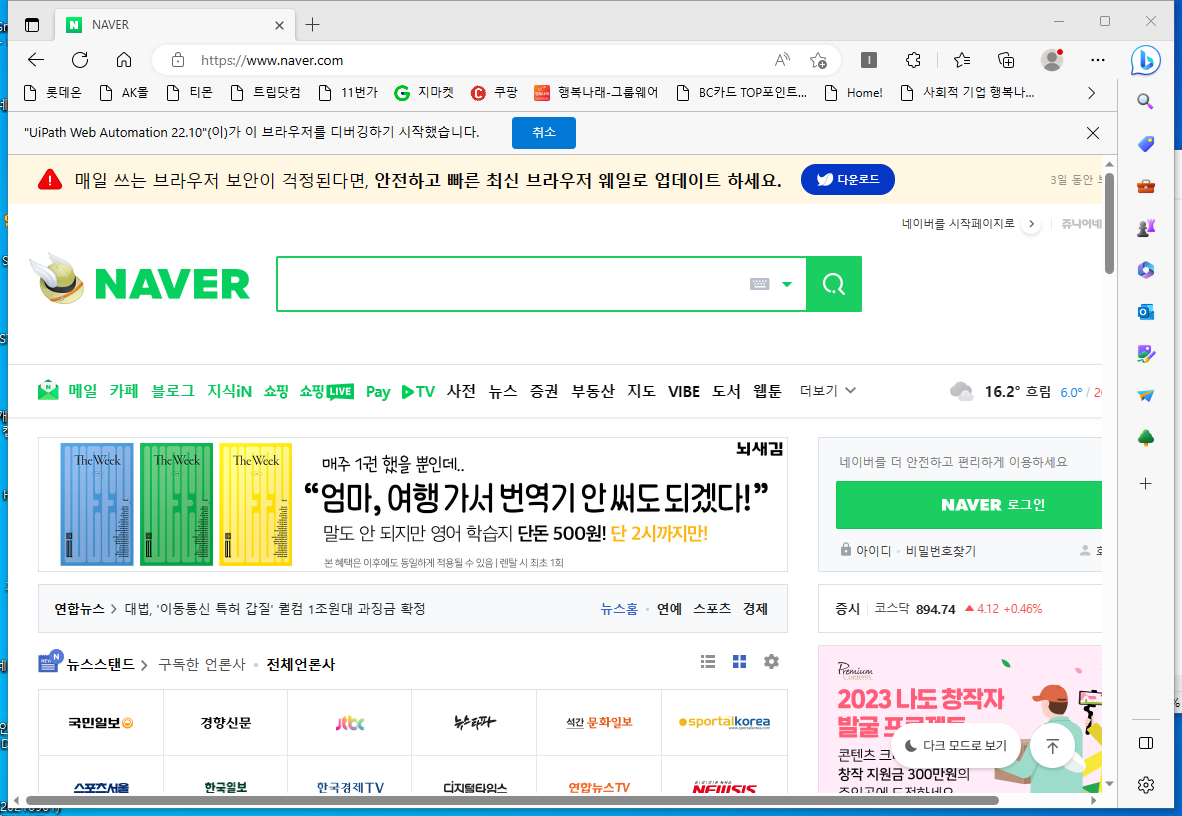 NAVER
https://www.naver.com
롯데온 AK몰 티몬 트립닷컴 11번가 지마켓 쿠팡 행복나래-그룹웨어 BC카드 TOP포인트... Home! 사회적 기업 행복나...
"UiPath Web Automation 22.10"(이)가 이 브라우저를 디버깅하기 시작했습니다. 취소
매일 쓰는 브라우저 보안이 걱정된다면, 안전하고 빠른 최신 브라우저 웨일로 업데이트 하세요. 다운로드 3일 동안
네이버를 시작페이지로 쥬니어네
NAVER
메일 카페 블로그 지식iN 쇼핑 쇼핑LIVE Pay TV 사전 뉴스 증권 부동산 지도 VIBE 도서 웹툰 더보기 16.2° 흐림 6.0° /
The Week The Week The Week
뇌새김
매주 1권 했을 뿐인데..
“엄마, 여행 가서 번역기 안 써도 되겠다!”
말도 안 되지만 영어 학습지 단돈 500원! 단 2시까지만!
본 혜택은 이후에도 동일하게 적용될 수 있음 | 렌탈 시 최초 1회
네이버를 더 안전하고 편리하게 이용하세요
NAVER 로그인
아이디 · 비밀번호찾기
연합뉴스 > 대법, '이동통신 특허 갑질' 퀄컴 1조원대 과징금 확정 뉴스홈 · 연예 스포츠 경제
증시 코스닥 894.74 ▲ 4.12 +0.46%
뉴스스탠드 > 구독한 언론사 · 전체언론사
국민일보 경향신문 jtbc 뉴스타파 석간 문화일보 sportalkorea
스포츠서울 한국일보 한국경제TV 디지털타임스 연합뉴스TV NEWSIS
Premium Contents
2023 나도 창작자
발굴 프로젝트
콘텐츠
창작 지원금 300만원의
주인공에 도전하세요
다크 모드로 보기